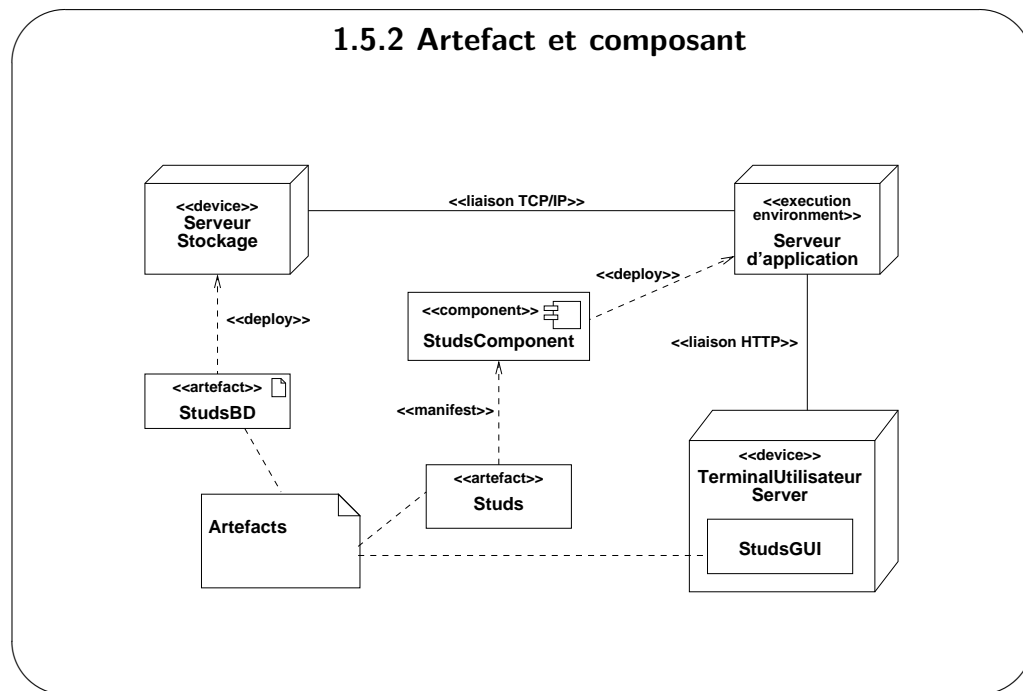 1.5.2 Artefact et composant
<<device>>
Serveur
Stockage
<<liaison TCP/IP>>
<<execution
environment>>
Serveur
d'application
<<deploy>>
<<deploy>>
<<component>>
StudsComponent
<<liaison HTTP>>
<<artefact>>
StudsBD
<<manifest>>
<<device>>
TerminalUtilisateur
Server
<<artefact>>
Studs
Artefacts
StudsGUI